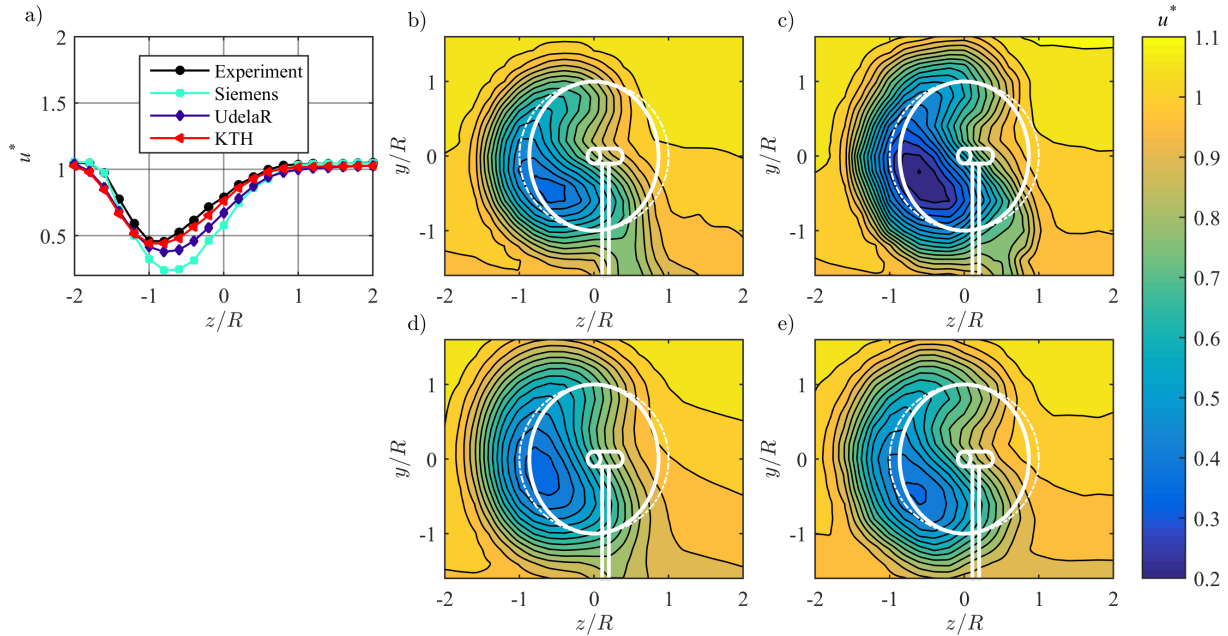 a)
2
1.5
1
0.5
u*
-2 -1 0 1 2
z/R
Experiment
Siemens
UdelaR
KTH
b)
1
0
-1
y/R
-2 -1 0 1 2
z/R
c)
1
0
-1
y/R
-2 -1 0 1 2
z/R
d)
1
0
-1
y/R
-2 -1 0 1 2
z/R
e)
1
0
-1
y/R
-2 -1 0 1 2
z/R
u*
1.1
1
0.9
0.8
0.7
0.6
0.5
0.4
0.3
0.2